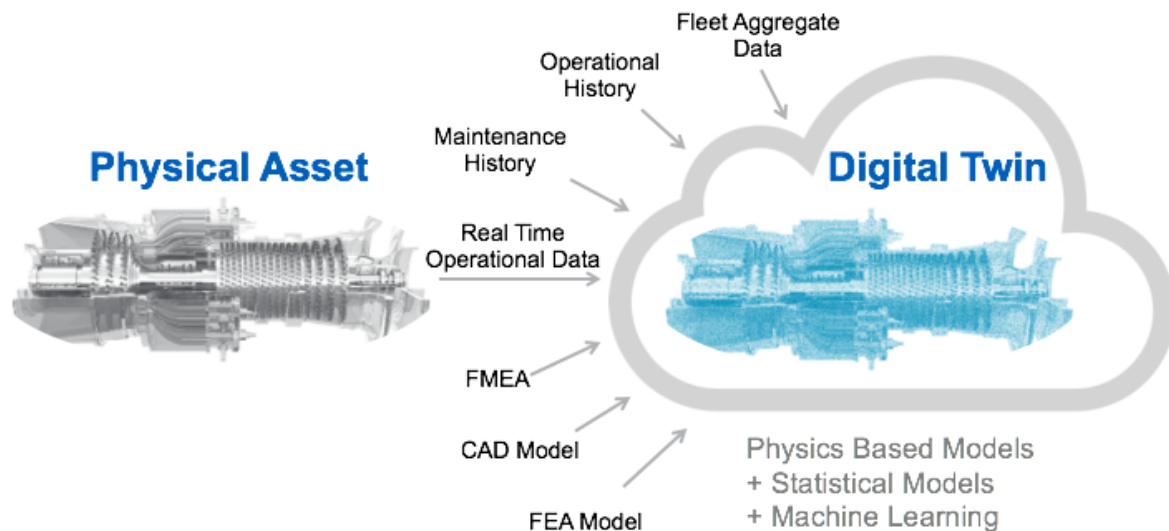 Fleet Aggregate
Data
Operational
History
Maintenance
History
Physical Asset
Digital Twin
Real Time
Operational Data
FMEA
CAD Model
FEA Model
Physics Based Models
+ Statistical Models
+ Machine Learning